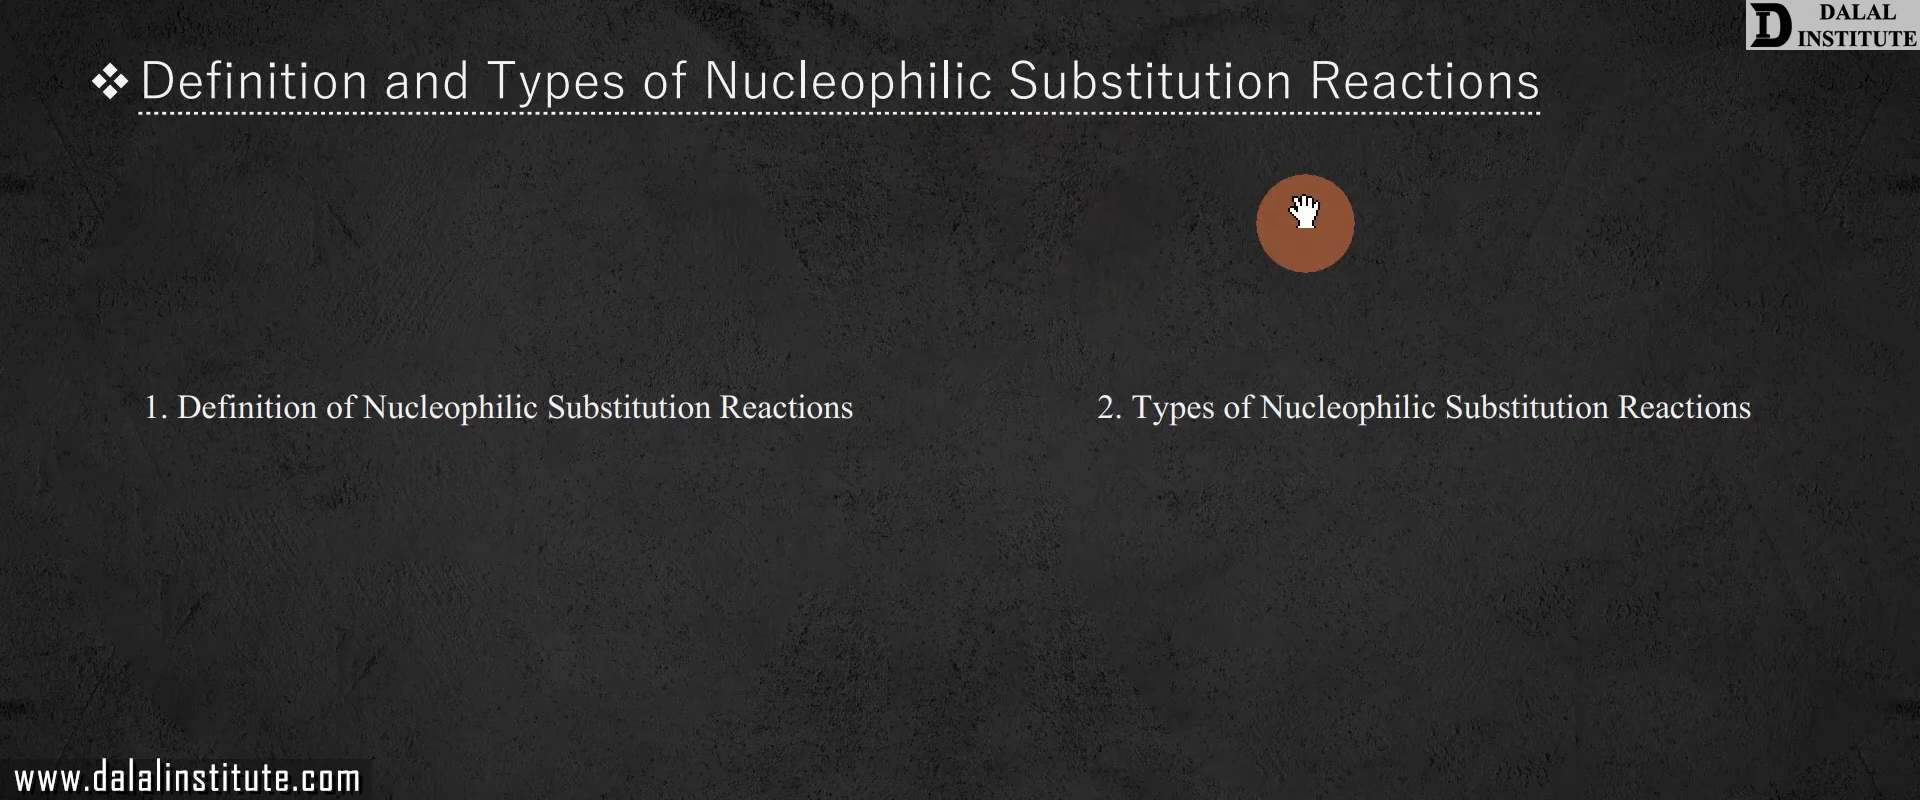 DALAL
INSTITUTE
❖ Definition and Types of Nucleophilic Substitution Reactions
1. Definition of Nucleophilic Substitution Reactions
2. Types of Nucleophilic Substitution Reactions
www.dalalinstitute.com